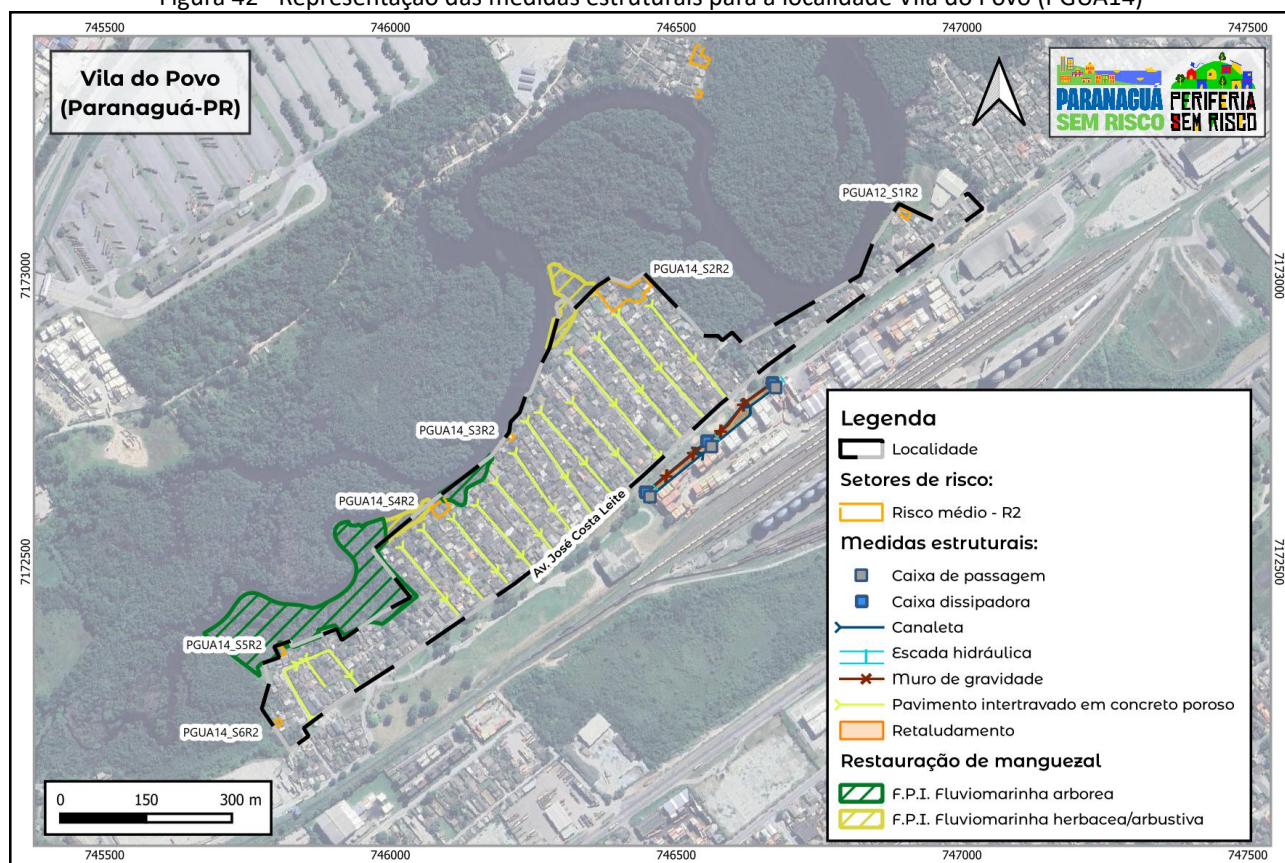 Figura 42 - Representação das medidas estruturais para a localidade Vila do Povo (PGUA14)
745500 746000 746500 747000 747500
Vila do Povo
(Paranaguá-PR)
PARANAGUA
SEM RISCO
PERIFERIA
SEM RISCO
PGUA12_S1R2
7173000
7173000
PGUA14_S2R2
PGUA14_S3R2
PGUA14_S4R2
Av. José Costa Leite
7172500
7172500
PGUA14_S5R2
PGUA14_S6R2
Legenda
Localidade
Setores de risco:
Risco médio - R2
Medidas estruturais:
Caixa de passagem
Caixa dissipadora
Canaleta
Escada hidráulica
Muro de gravidade
Pavimento intertravado em concreto poroso
Retaludamento
Restauração de manguezal
F.P.I. Fluviomarinha arborea
F.P.I. Fluviomarinha herbacea/arbustiva
0 150 300 m
745500 746000 746500 747000 747500